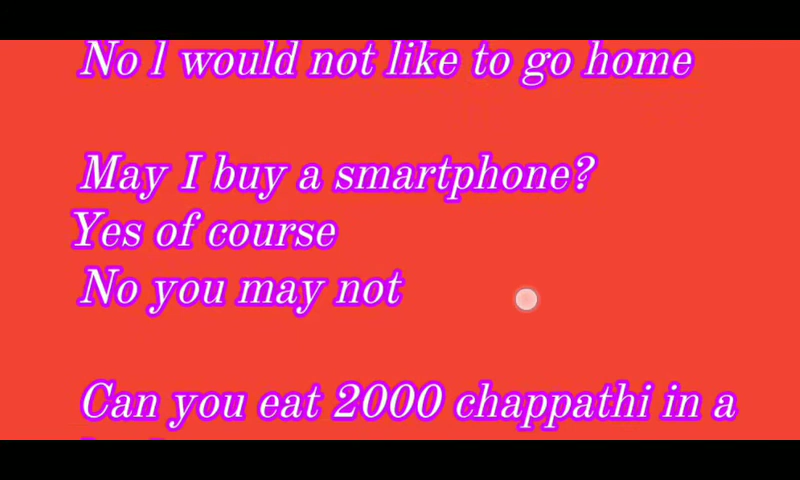 No l would not like to go home
May I buy a smartphone?
Yes of course
No you may not
Can you eat 2000 chappathi in a